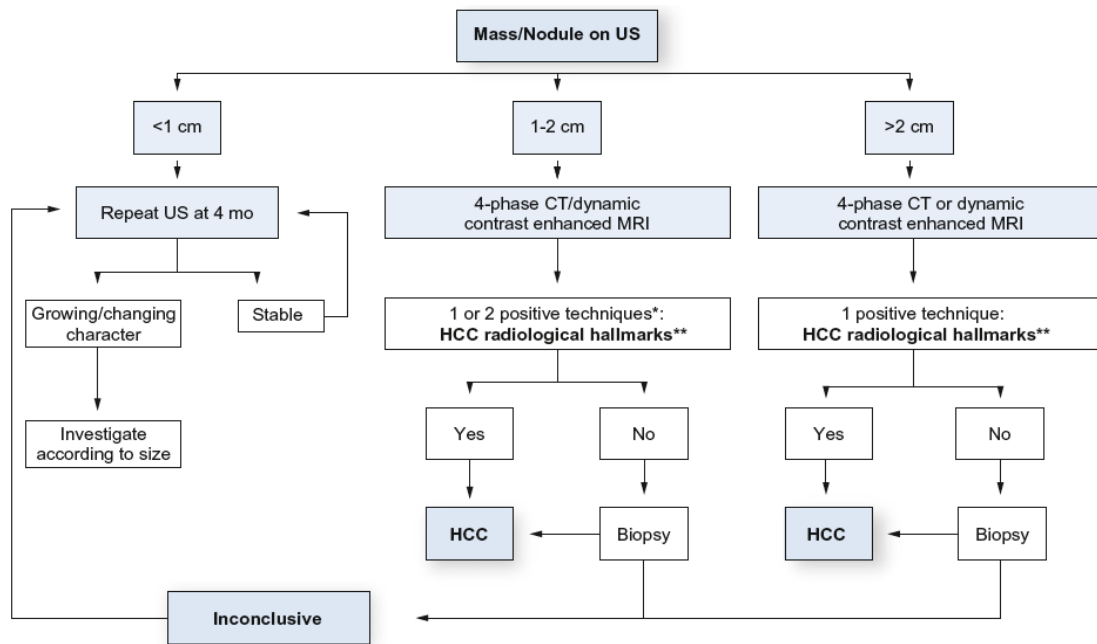 Mass/Nodule on US
<1 cm
1-2 cm
>2 cm
Repeat US at 4 mo
4-phase CT/dynamic
contrast enhanced MRI
4-phase CT or dynamic
contrast enhanced MRI
Growing/changing
character
Stable
1 or 2 positive techniques*:
HCC radiological hallmarks**
1 positive technique:
HCC radiological hallmarks**
Investigate
according to size
Yes
No
Yes
No
HCC
Biopsy
HCC
Biopsy
Inconclusive